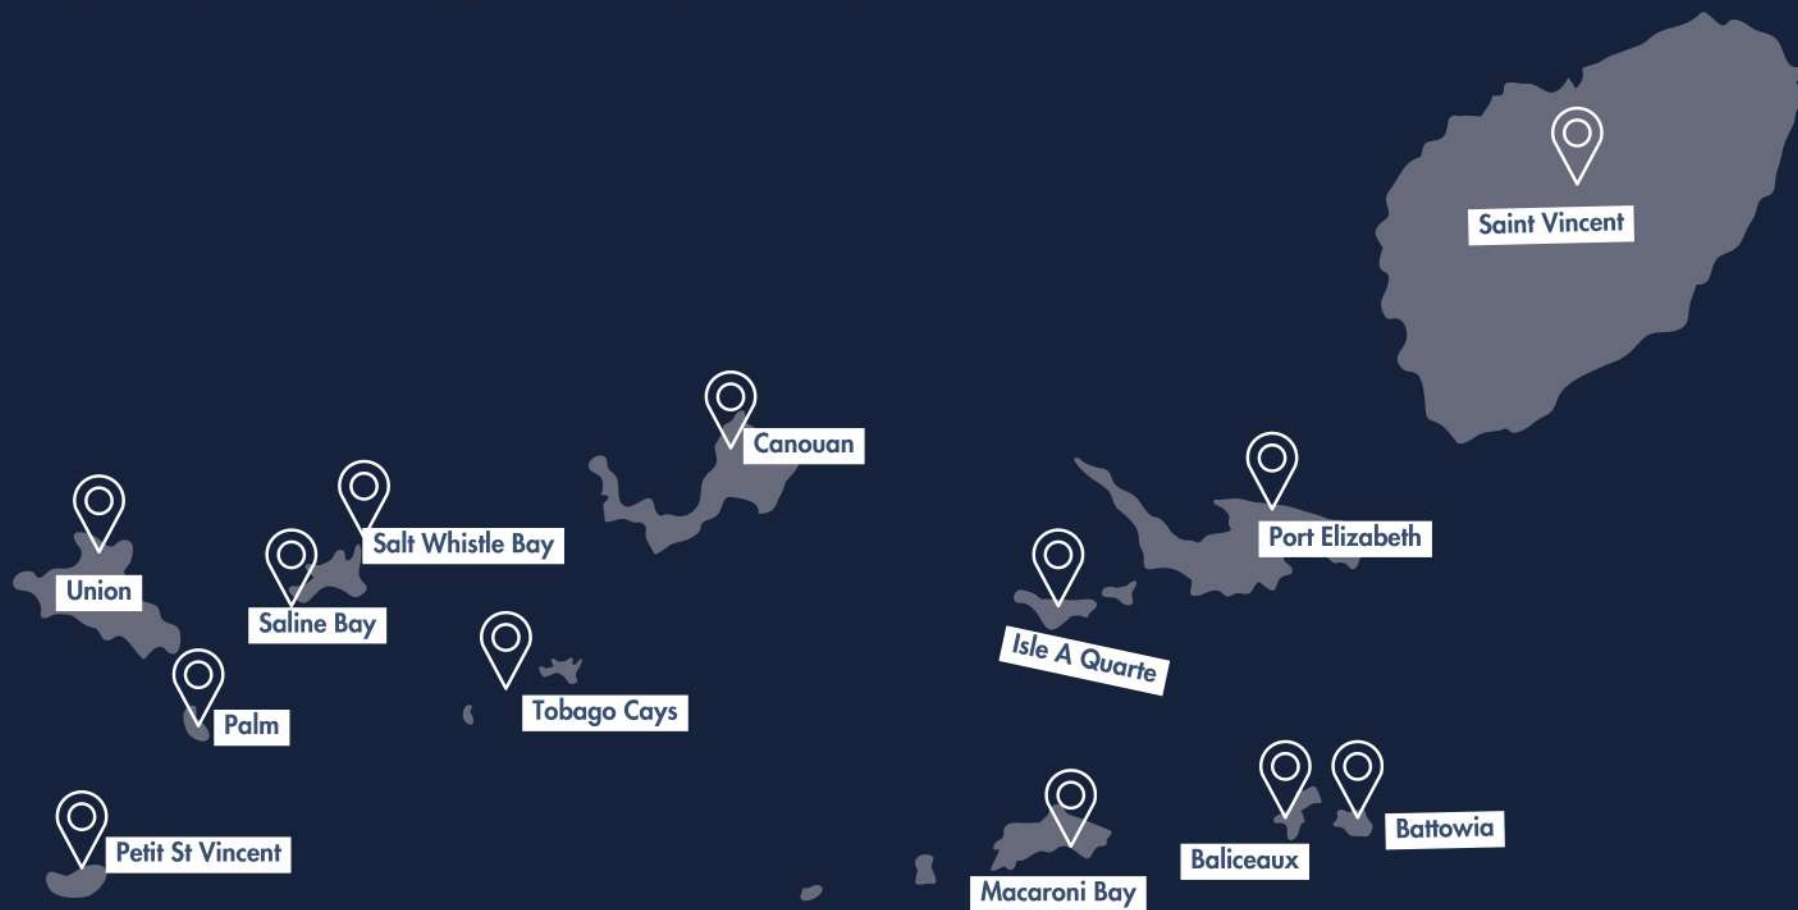 Saint Vincent
Canouan
Port Elizabeth
Salt Whistle Bay
Union
Saline Bay
Isle A Quarte
Tobago Cays
Palm
Battowia
Petit St Vincent
Baliceaux
Macaroni Bay